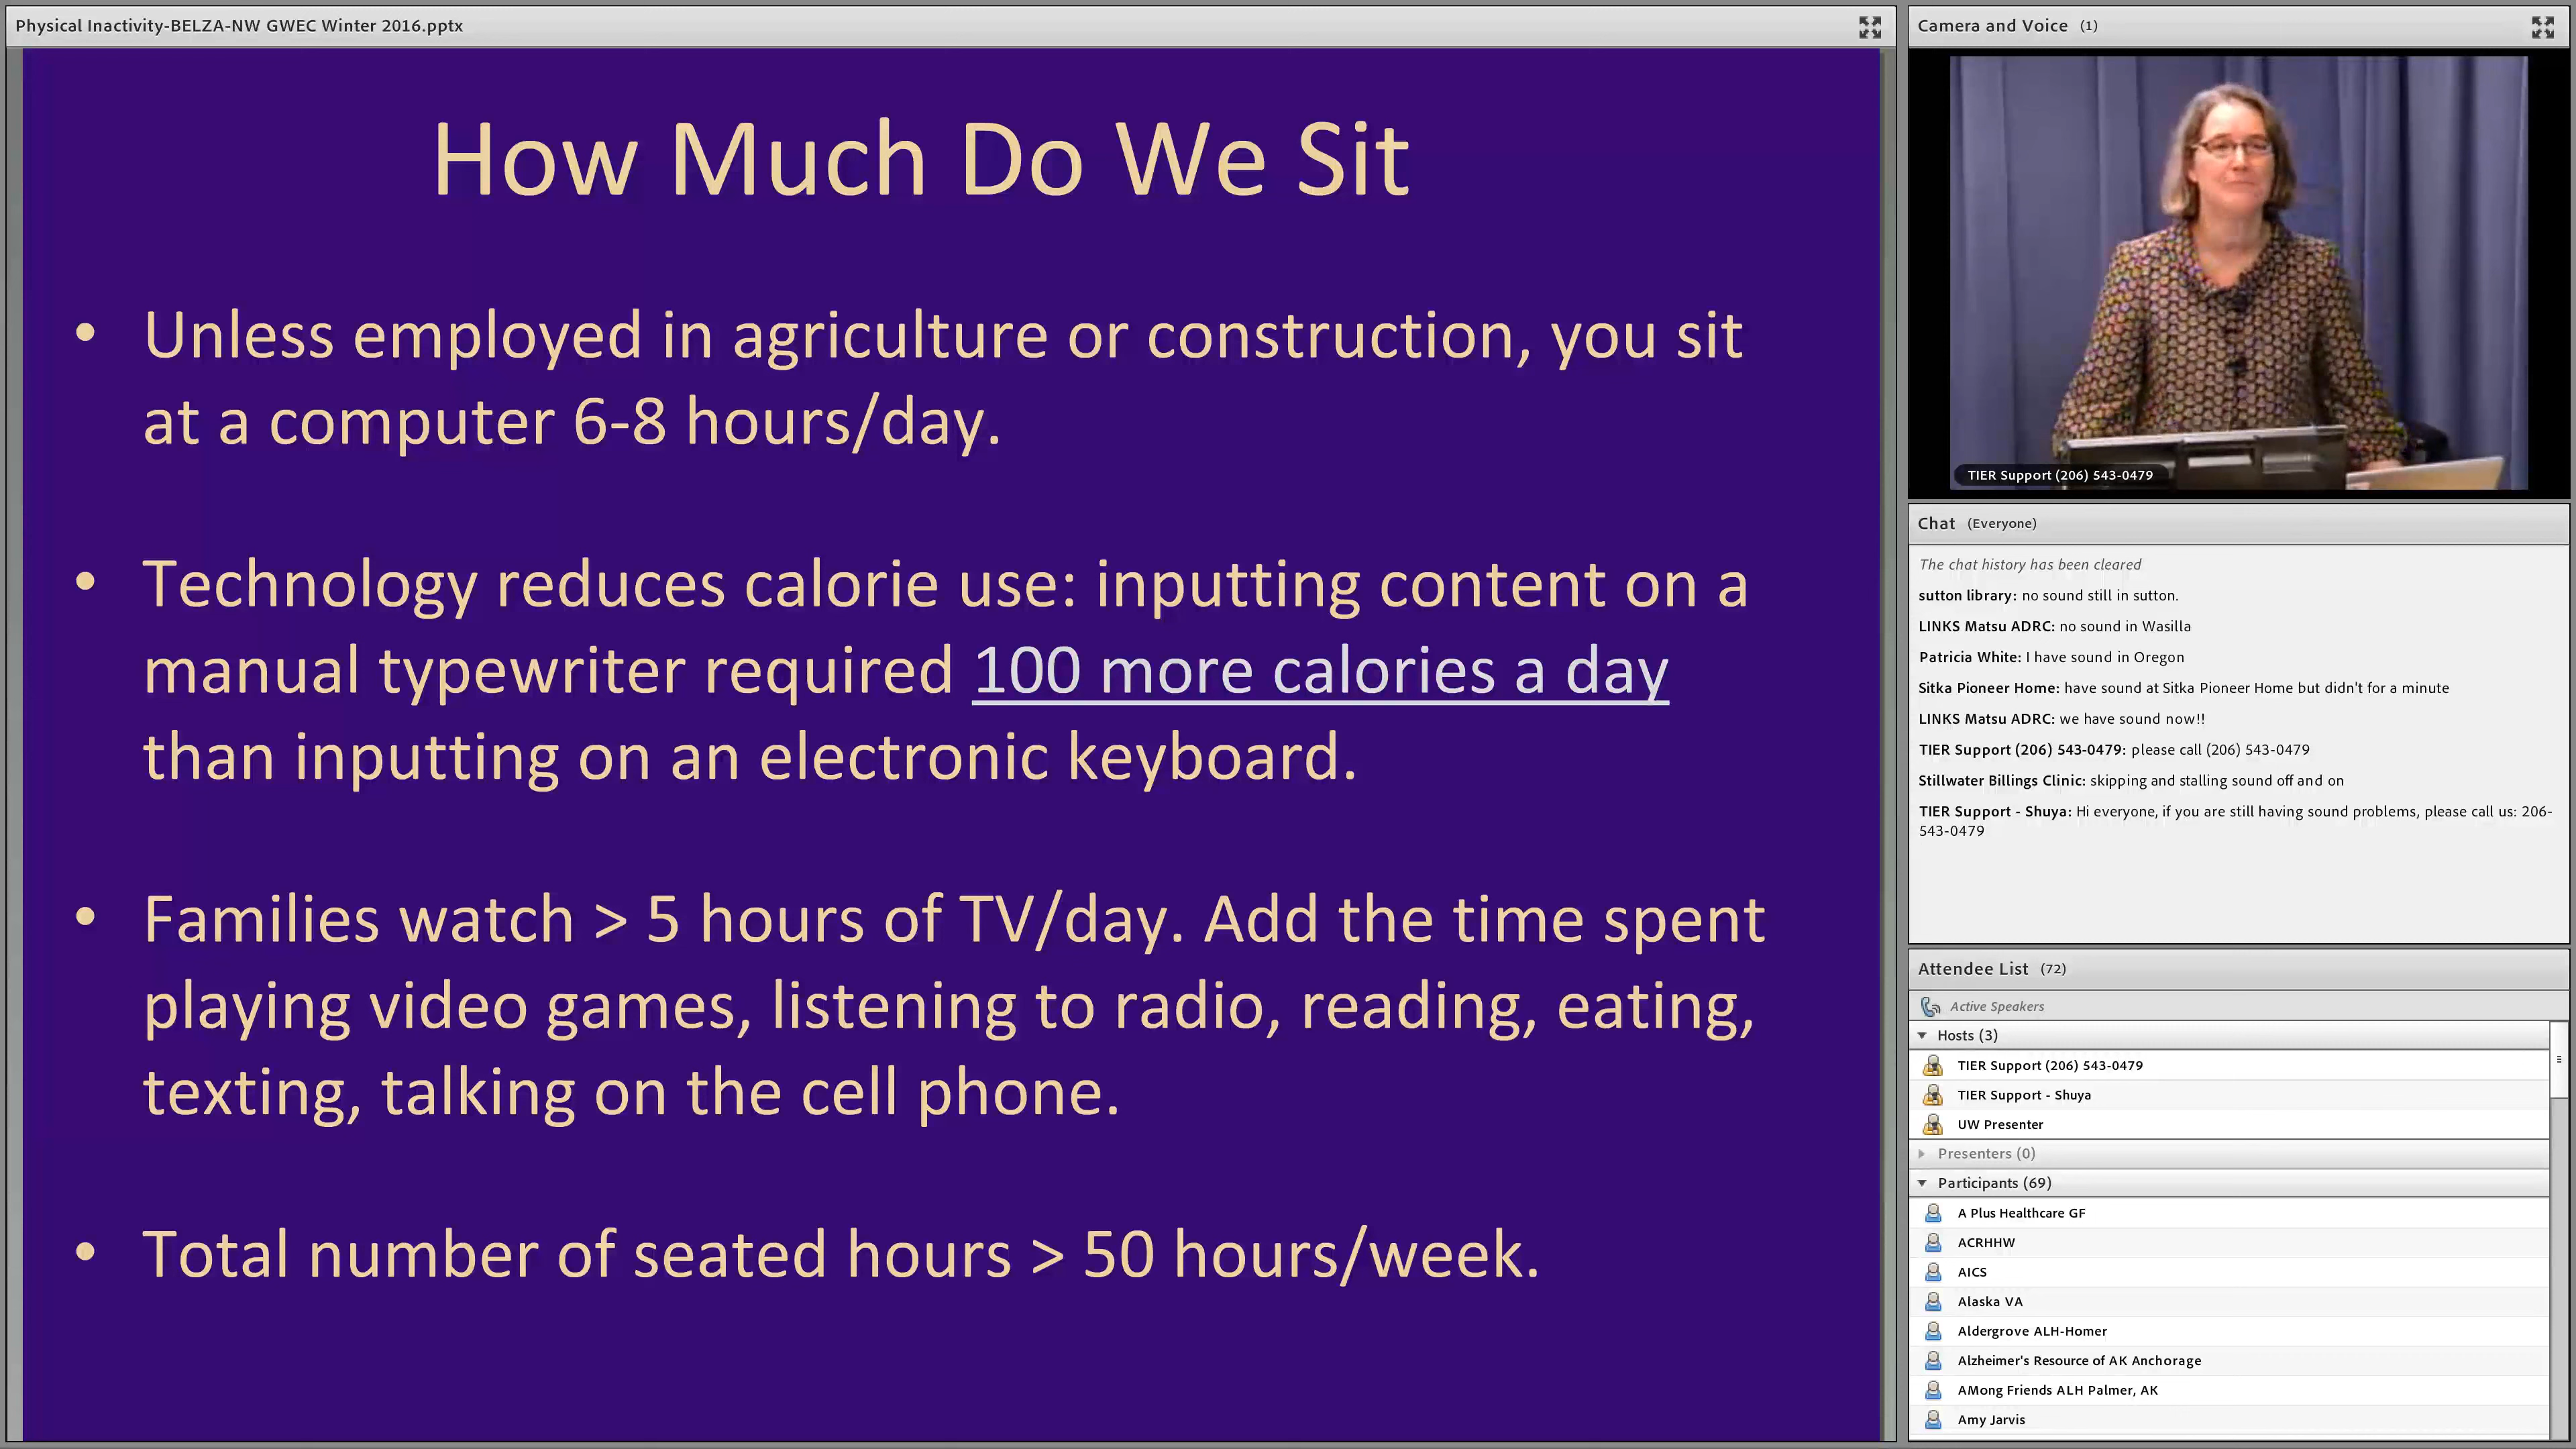 Physical Inactivity-BELZA-NW GWEC Winter 2016.pptx
How Much Do We Sit
• Unless employed in agriculture or construction, you sit
at a computer 6-8 hours/day.
• Technology reduces calorie use: inputting content on a
manual typewriter required 100 more calories a day
than inputting on an electronic keyboard.
• Families watch > 5 hours of TV/day. Add the time spent
playing video games, listening to radio, reading, eating,
texting, talking on the cell phone.
• Total number of seated hours > 50 hours/week.
Camera and Voice (1)
TIER Support (206) 543-0479
Chat (Everyone)
The chat history has been cleared
sutton library: no sound still in sutton.
LINKS Matsu ADRC: no sound in Wasilla
Patricia White: I have sound in Oregon
Sitka Pioneer Home: have sound at Sitka Pioneer Home but didn't for a minute
LINKS Matsu ADRC: we have sound now!!
TIER Support (206) 543-0479: please call (206) 543-0479
Stillwater Billings Clinic: skipping and stalling sound off and on
TIER Support - Shuya: Hi everyone, if you are still having sound problems, please call us: 206-
543-0479
Attendee List (72)
Active Speakers
Hosts (3)
TIER Support (206) 543-0479
TIER Support - Shuya
UW Presenter
Presenters (0)
Participants (69)
A Plus Healthcare GF
ACRHHW
AICS
Alaska VA
Aldergrove ALH-Homer
Alzheimer's Resource of AK Anchorage
AMong Friends ALH Palmer, AK
Amy Jarvis